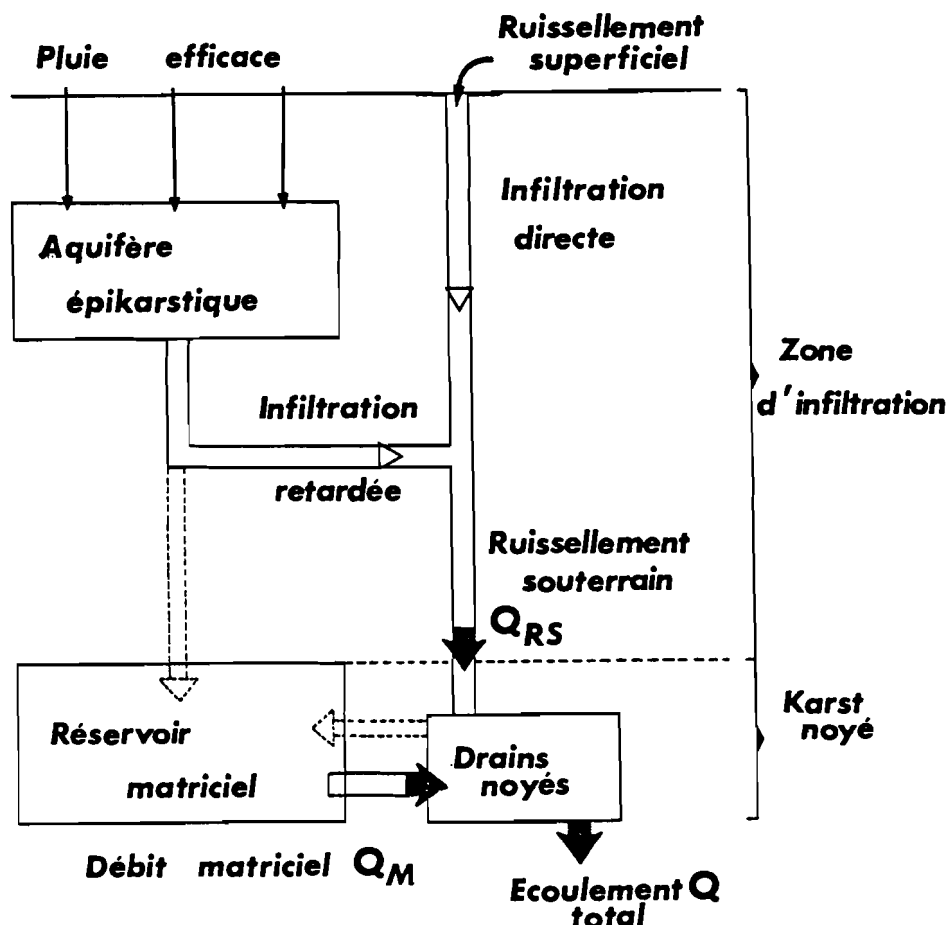 Pluie efficace
Ruissellement
superficiel
Infiltration
directe
Aquifère
épikarstique
Zone
d'infiltration
Infiltration
retardée
Ruissellement
souterrain
QRS
Réservoir
matriciel
Drains
noyés
Karst
noyé
Débit matriciel QM
Ecoulement Q
total